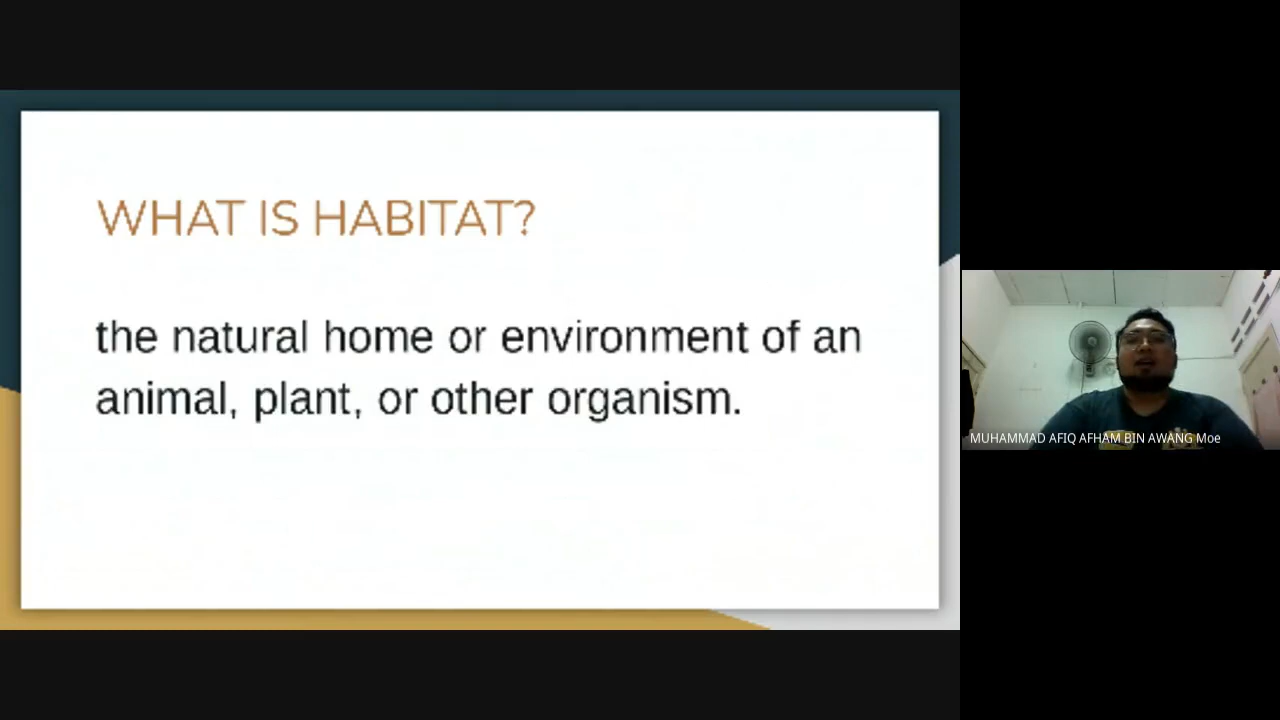 WHAT IS HABITAT?
the natural home or environment of an
animal, plant, or other organism.
MUHAMMAD AFIQ AFHAM BIN AWANG Moe